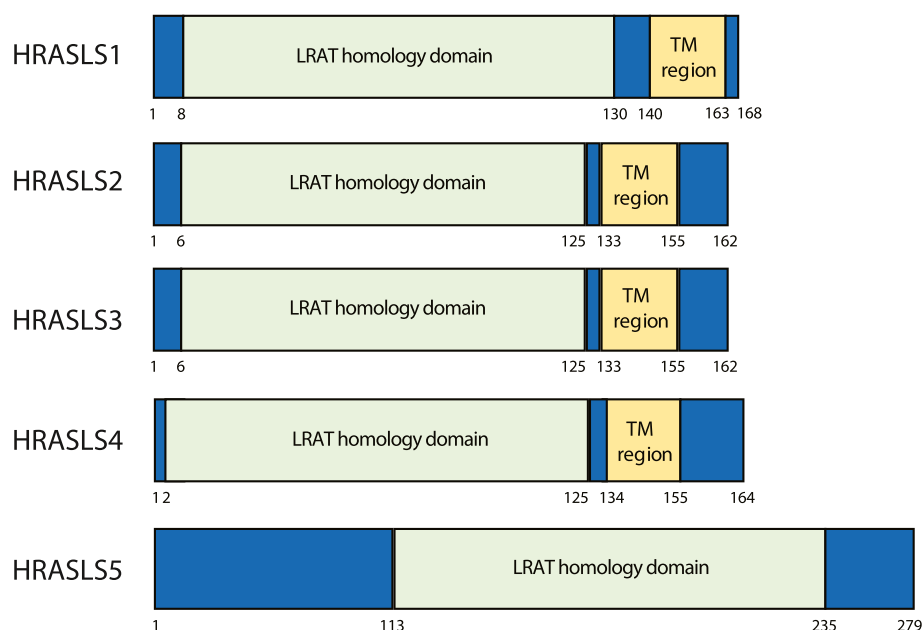 HRASLS1
LRAT homology domain
TM
region
1 8 130 140 163 168
HRASLS2
LRAT homology domain
TM
region
1 6 125 133 155 162
HRASLS3
LRAT homology domain
TM
region
1 6 125 133 155 162
HRASLS4
LRAT homology domain
TM
region
1 2 125 134 155 164
HRASLS5
LRAT homology domain
1 113 235 279